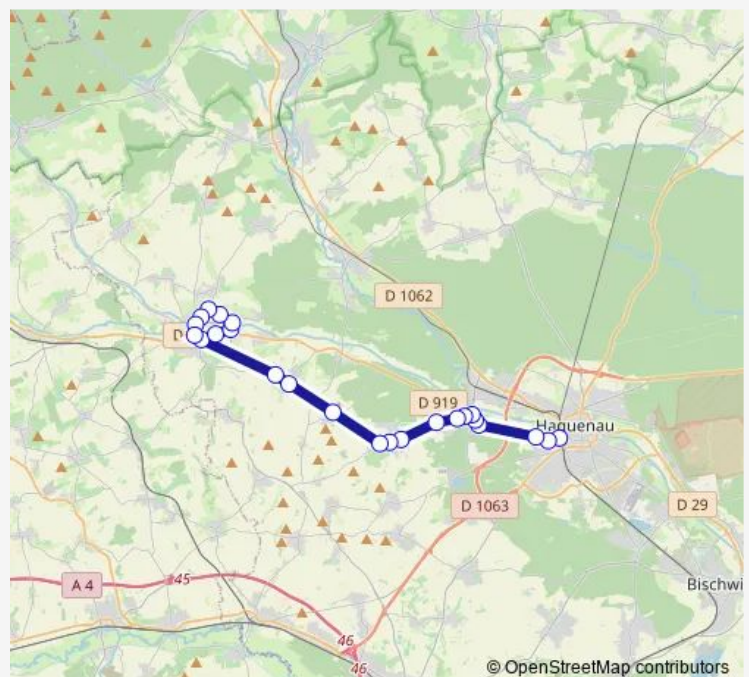 D 1062
D
D 919
Haguenau
D 1063
D 29
A 4
45
Bischwi
46
46
© OpenStreetMap contributors